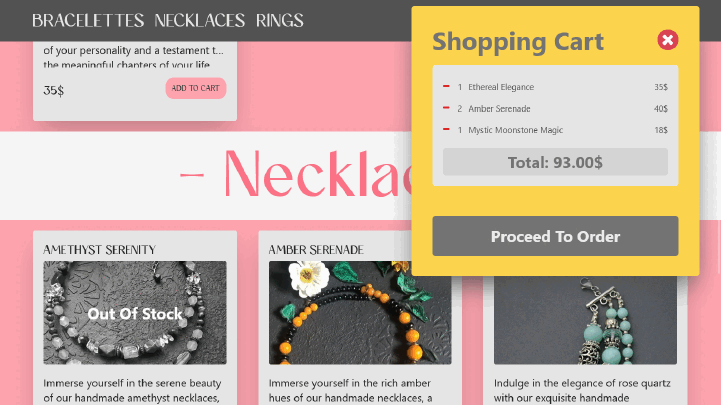 BRACELETTES NECKLACES RINGS
of your personality and a testament t...
the meaningful chapters of your life
35$
ADD TO CART
- Necklac
AMETHYST SERENITY
Out Of Stock
Immerse yourself in the serene beauty
of our handmade amethyst necklaces,
AMBER SERENADE
Immerse yourself in the rich amber
hues of our handmade necklaces, a
Indulge in the elegance of rose quartz
with our exquisite handmade
Shopping Cart
1 Ethereal Elegance 35$
2 Amber Serenade 40$
1 Mystic Moonstone Magic 18$
Total: 93.00$
Proceed To Order